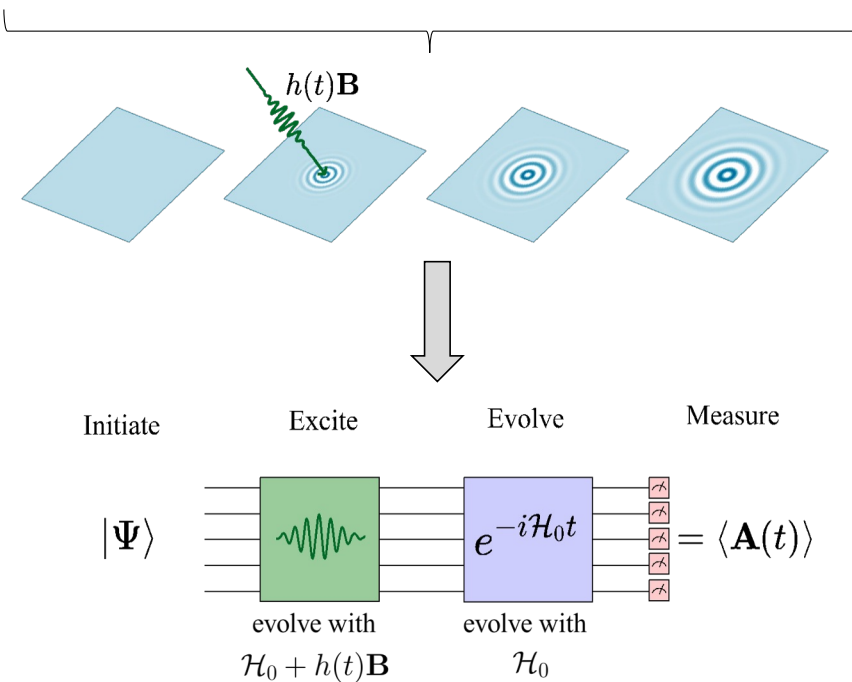 h(t)𝐁
Initiate Excite Evolve Measure
|𝚿⟩ e^{-iℋ₀t} = ⟨𝐀(t)⟩
evolve with evolve with
ℋ₀ + h(t)𝐁 ℋ₀